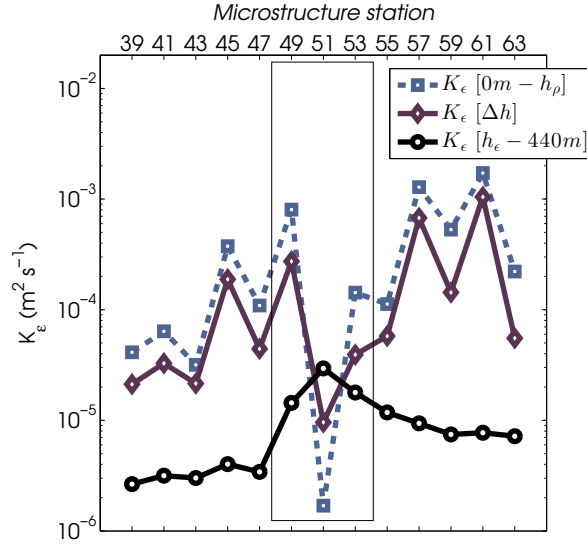 Microstructure station
39 41 43 45 47 49 51 53 55 57 59 61 63
10⁻²
K_ϵ [0m − h_ρ]
K_ϵ [Δh]
K_ϵ [h_ϵ − 440m]
10⁻³
K_ε (m² s⁻¹)
10⁻⁴
10⁻⁵
10⁻⁶